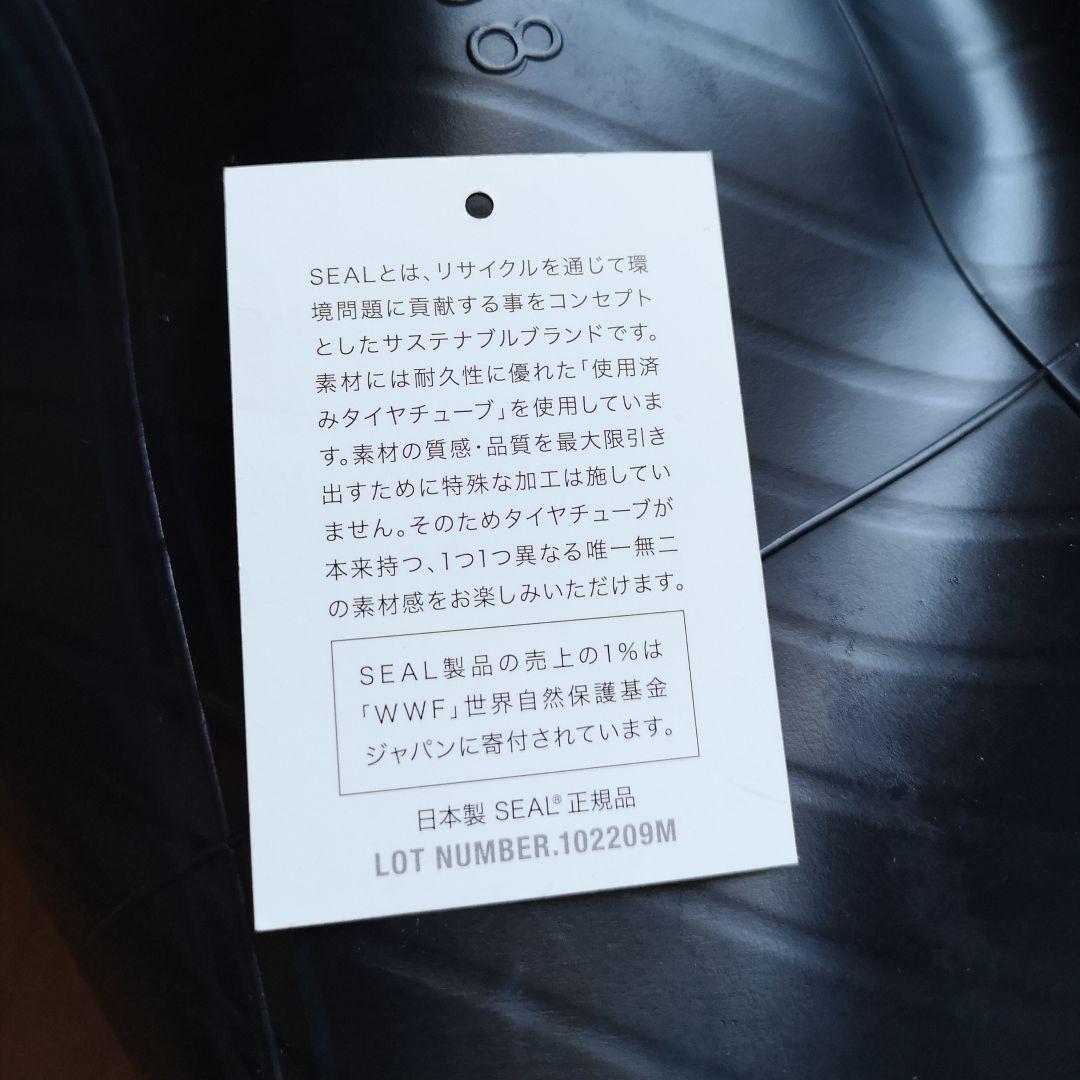 8
SEALとは、リサイクルを通じて環
境問題に貢献する事をコンセプト
としたサステナブルブランドです。
素材には耐久性に優れた「使用済
みタイヤチューブ」を使用していま
す。素材の質感・品質を最大限引き
出すために特殊な加工は施してい
ません。そのためタイヤチューブが
本来持つ、1つ1つ異なる唯一無二
の素材感をお楽しみいただけます。
SEAL製品の売上の1%は
「WWF」世界自然保護基金
ジャパンに寄付されています。
日本製 SEAL® 正規品
LOT NUMBER.102209M